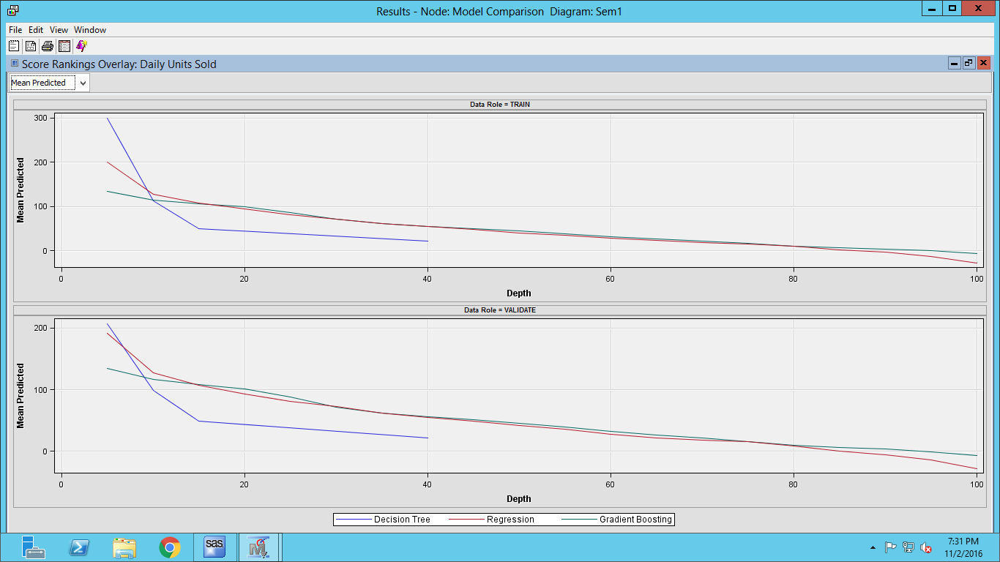 Results - Node: Model Comparison Diagram: Sem1
File Edit View Window
Score Rankings Overlay: Daily Units Sold
Mean Predicted
Data Role = TRAIN
Mean Predicted
300
200
100
0
0 20 40 60 80 100
Depth
Data Role = VALIDATE
Mean Predicted
200
100
0
0 20 40 60 80 100
Depth
Decision Tree Regression Gradient Boosting
sas
M
7:31 PM
11/2/2016